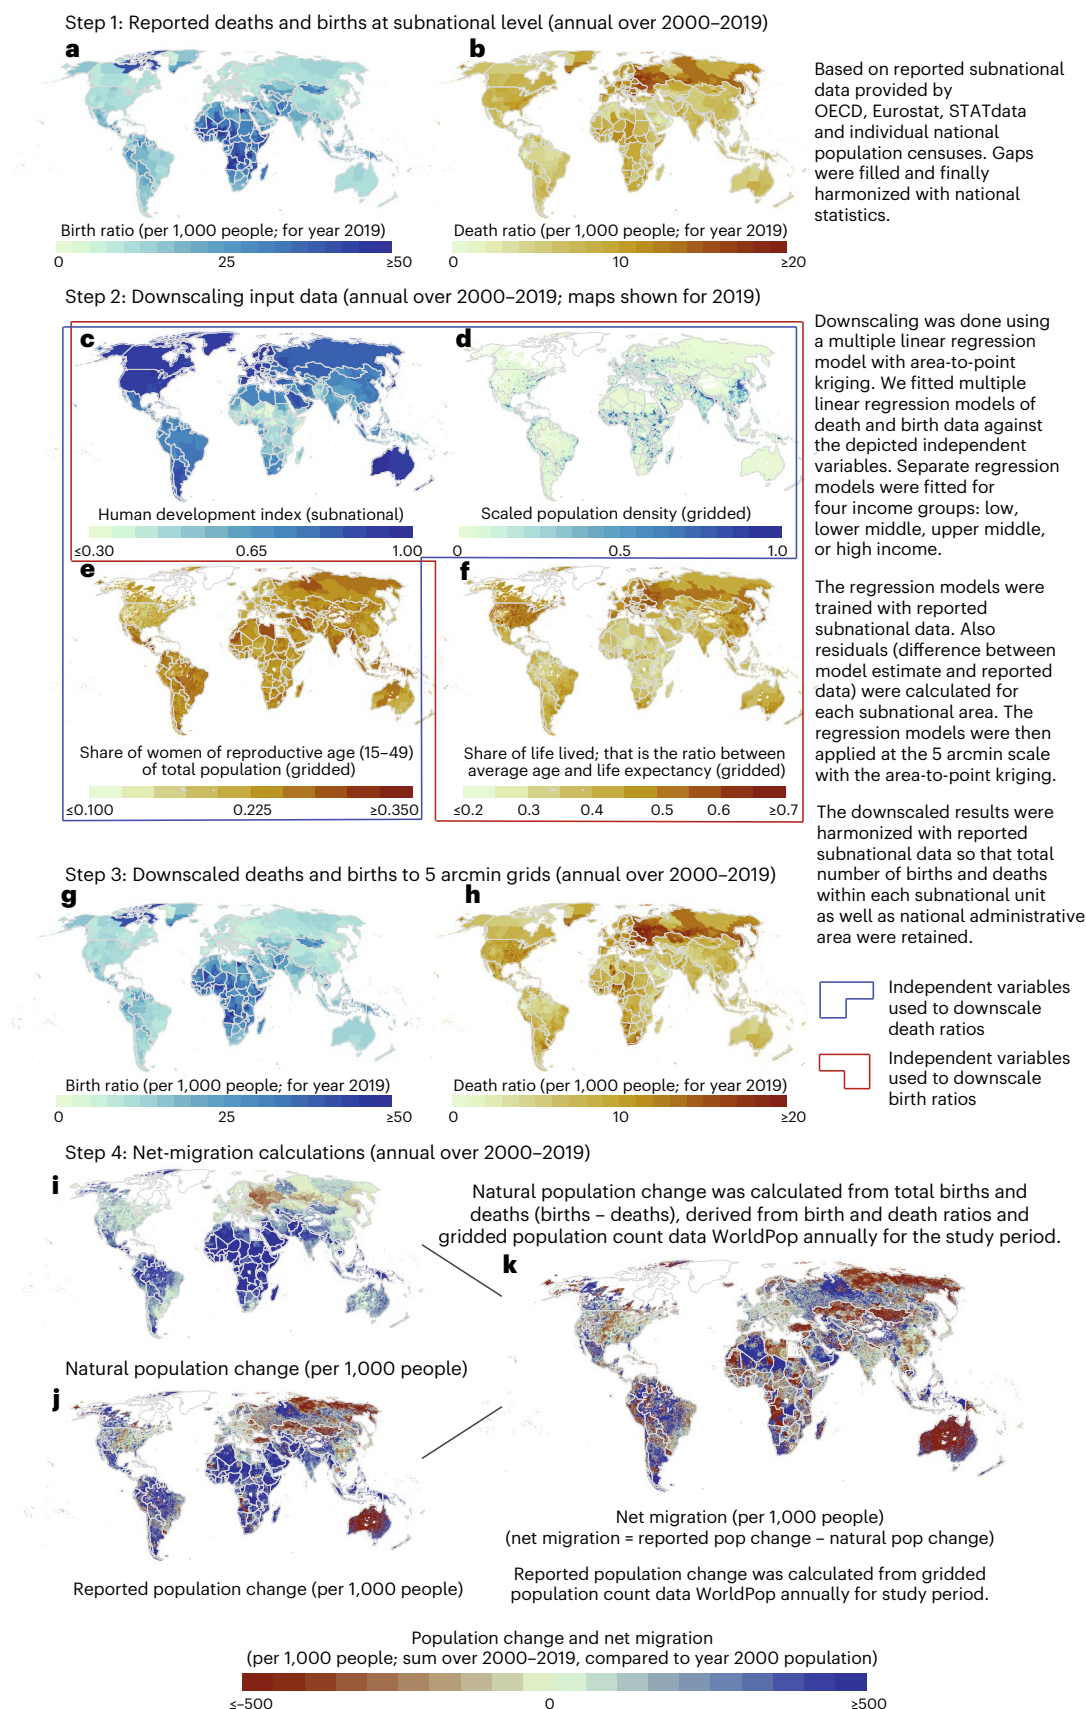 Step 1: Reported deaths and births at subnational level (annual over 2000–2019)
a
b
Based on reported subnational
data provided by
OECD, Eurostat, STATdata
and individual national
population censuses. Gaps
were filled and finally
harmonized with national
statistics.
Birth ratio (per 1,000 people; for year 2019)
0 25 ≥50
Death ratio (per 1,000 people; for year 2019)
0 10 ≥20
Step 2: Downscaling input data (annual over 2000–2019; maps shown for 2019)
c
d
Human development index (subnational)
≤0.30 0.65 1.00
Scaled population density (gridded)
0 0.5 1.0
e
f
Share of women of reproductive age (15–49)
of total population (gridded)
≤0.100 0.225 ≥0.350
Share of life lived; that is the ratio between
average age and life expectancy (gridded)
≤0.2 0.3 0.4 0.5 0.6 ≥0.7
Downscaling was done using
a multiple linear regression
model with area-to-point
kriging. We fitted multiple
linear regression models of
death and birth data against
the depicted independent
variables. Separate regression
models were fitted for
four income groups: low,
lower middle, upper middle,
or high income.
The regression models were
trained with reported
subnational data. Also
residuals (difference between
model estimate and reported
data) were calculated for
each subnational area. The
regression models were then
applied at the 5 arcmin scale
with the area-to-point kriging.
The downscaled results were
harmonized with reported
subnational data so that total
number of births and deaths
within each subnational unit
as well as national administrative
area were retained.
Step 3: Downscaled deaths and births to 5 arcmin grids (annual over 2000–2019)
g
h
Birth ratio (per 1,000 people; for year 2019)
0 25 ≥50
Death ratio (per 1,000 people; for year 2019)
0 10 ≥20
Independent variables
used to downscale
death ratios
Independent variables
used to downscale
birth ratios
Step 4: Net-migration calculations (annual over 2000–2019)
i
Natural population change was calculated from total births and
deaths (births – deaths), derived from birth and death ratios and
gridded population count data WorldPop annually for the study period.
k
Natural population change (per 1,000 people)
j
Reported population change (per 1,000 people)
Net migration (per 1,000 people)
(net migration = reported pop change – natural pop change)
Reported population change was calculated from gridded
population count data WorldPop annually for study period.
Population change and net migration
(per 1,000 people; sum over 2000–2019, compared to year 2000 population)
≤–500 0 ≥500